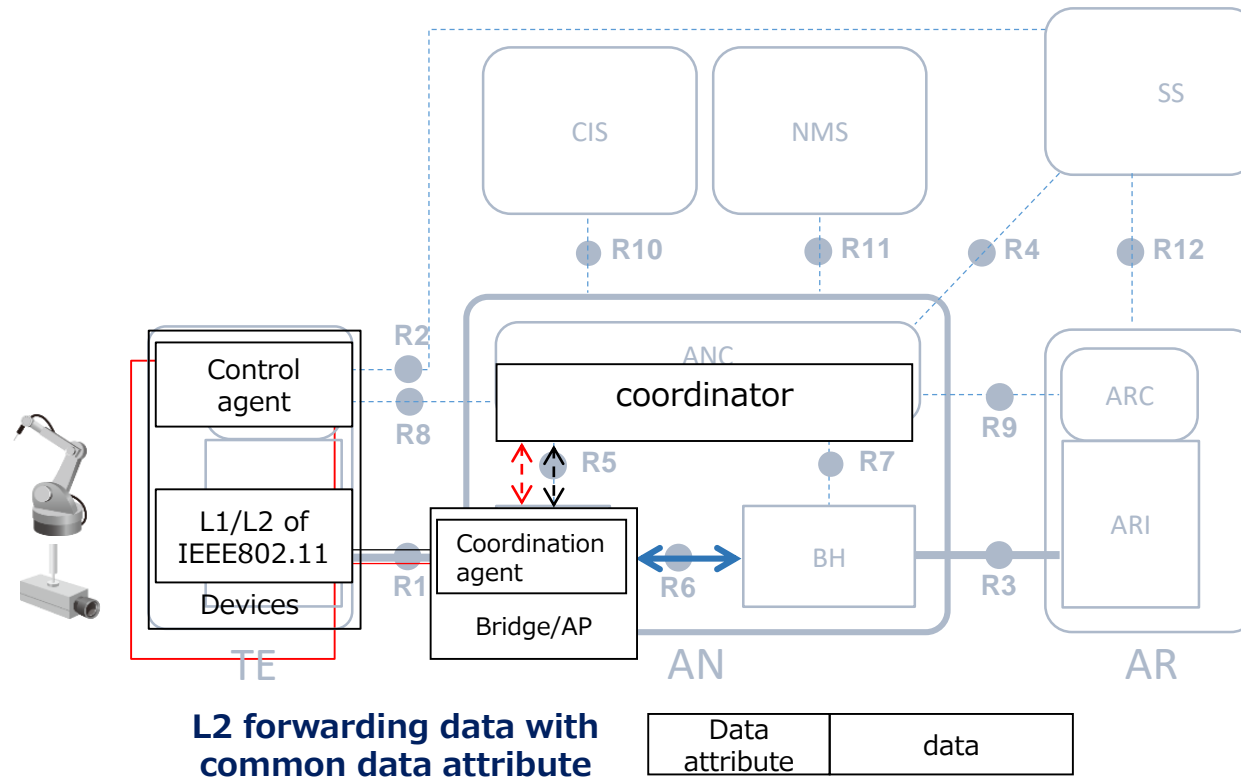 SS
CIS
NMS
R10
R11
R4
R12
R2
ANC
Control
agent
coordinator
ARC
R8
R9
R5
R7
L1/L2 of
IEEE802.11
Coordination
agent
BH
ARI
R1
R6
R3
Devices
Bridge/AP
TE
AN
AR
L2 forwarding data with
common data attribute
Data
attribute
data